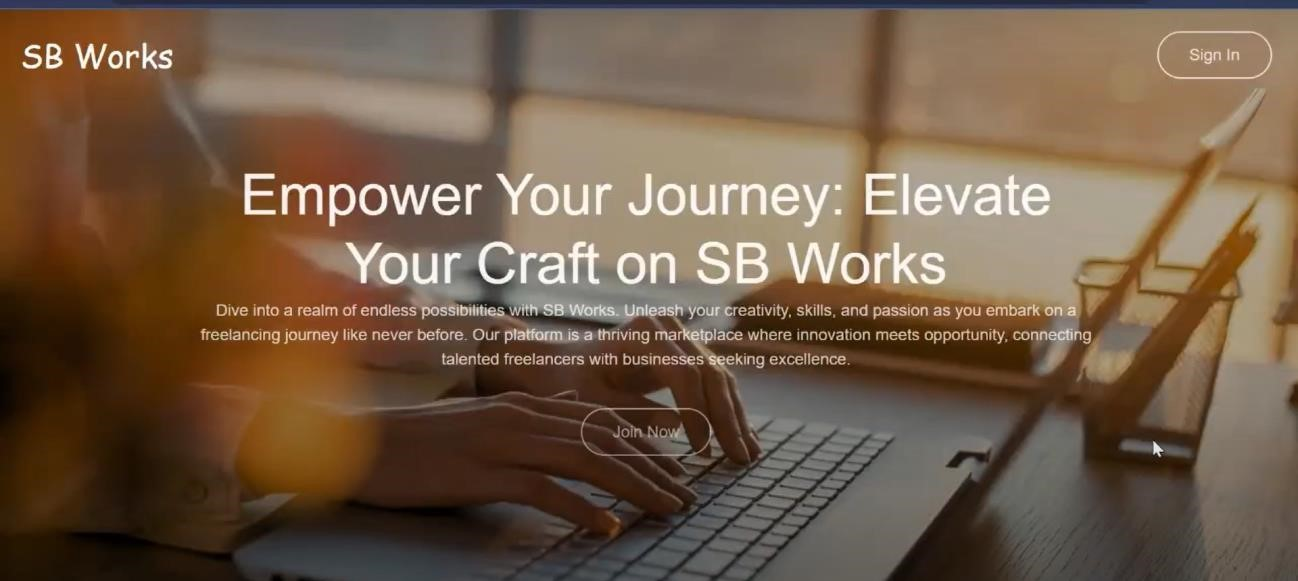 SB Works
Sign In
Empower Your Journey: Elevate
Your Craft on SB Works
Dive into a realm of endless possibilities with SB Works. Unleash your creativity, skills, and passion as you embark on a
freelancing journey like never before. Our platform is a thriving marketplace where innovation meets opportunity, connecting
talented freelancers with businesses seeking excellence.
Join Now